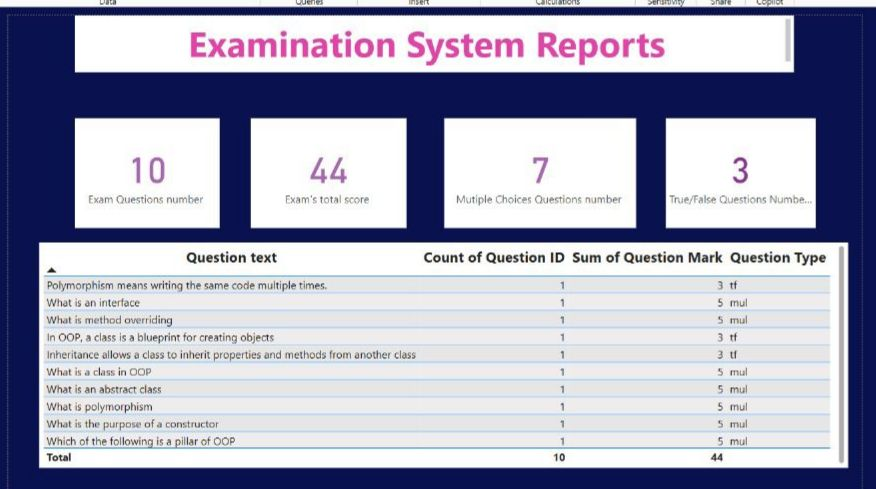 Data Queries Insert Calculations Sensitivity Share Copilot
Examination System Reports
10
Exam Questions number
44
Exam's total score
7
Mutiple Choices Questions number
3
True/False Questions Numbe...
Question text Count of Question ID Sum of Question Mark Question Type
Polymorphism means writing the same code multiple times. 1 3 tf
What is an interface 1 5 mul
What is method overriding 1 5 mul
In OOP, a class is a blueprint for creating objects 1 3 tf
Inheritance allows a class to inherit properties and methods from another class 1 3 tf
What is a class in OOP 1 5 mul
What is an abstract class 1 5 mul
What is polymorphism 1 5 mul
What is the purpose of a constructor 1 5 mul
Which of the following is a pillar of OOP 1 5 mul
Total 10 44